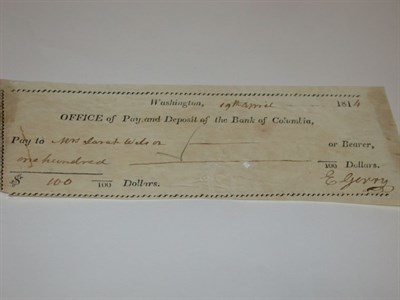 Washington, 19th April 1814
OFFICE of Pay and Deposit of the Bank of Columbia,
Pay to Mrs Sarah Wilson or Bearer,
one hundred 100 Dollars.
$ 100 100 Dollars.
E Gerry